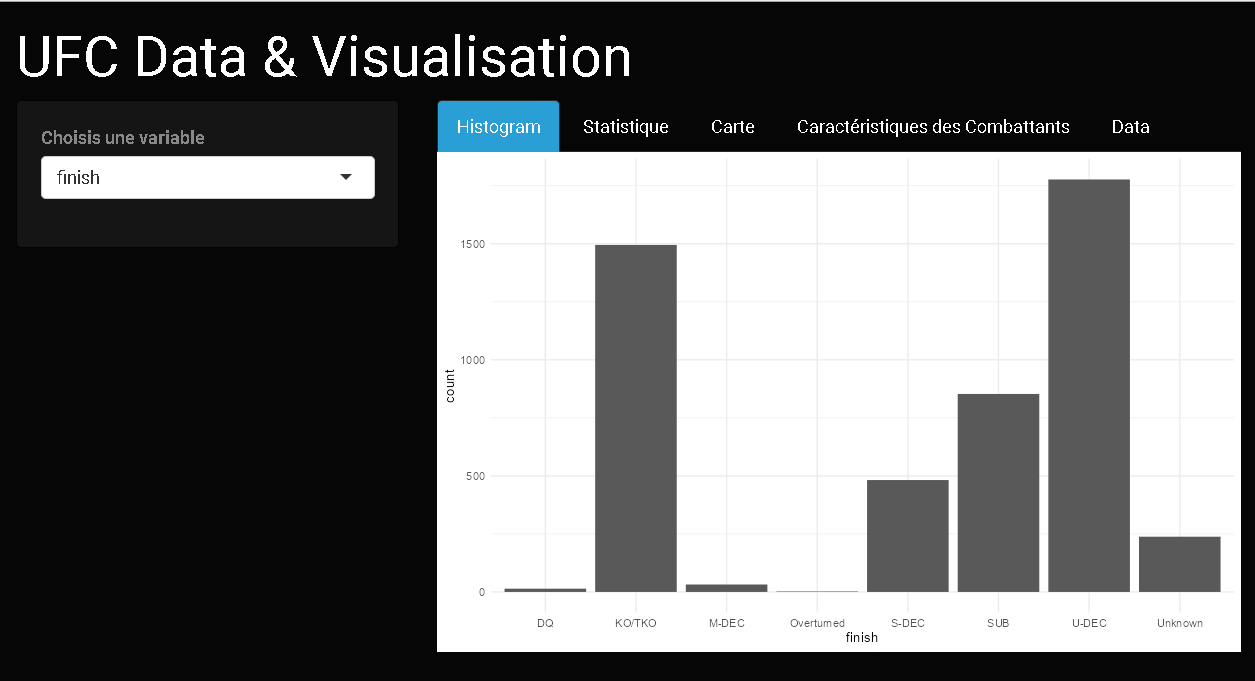 UFC Data & Visualisation
Choisis une variable
finish
Histogram Statistique Carte Caractéristiques des Combattants Data
1500
1000
500
0
count
DQ KO/TKO M-DEC Overturned S-DEC SUB U-DEC Unknown
finish